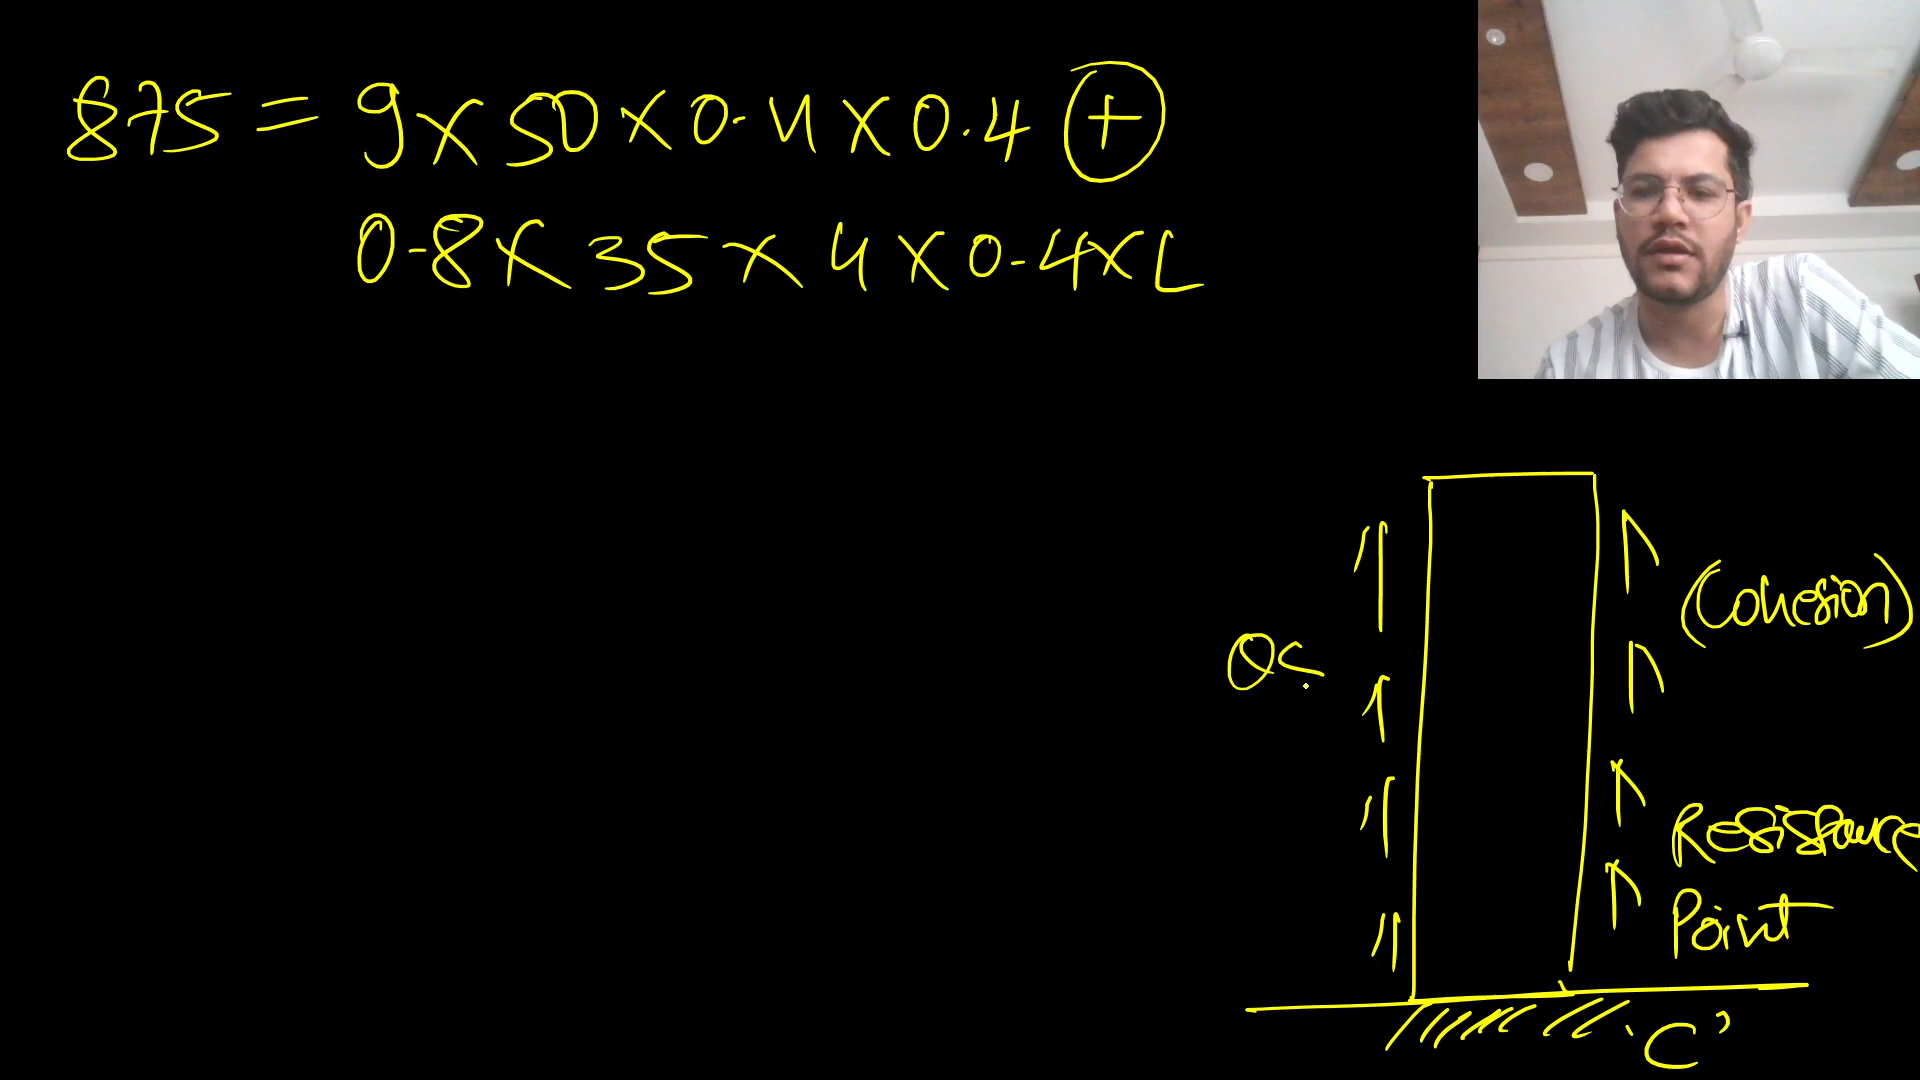 875 = 9 × 50 × 0.4 × 0.4 +
0.8 × 35 × 4 × 0.4 × L
(Cohesion)
Qs
Resistance
Point
'C'